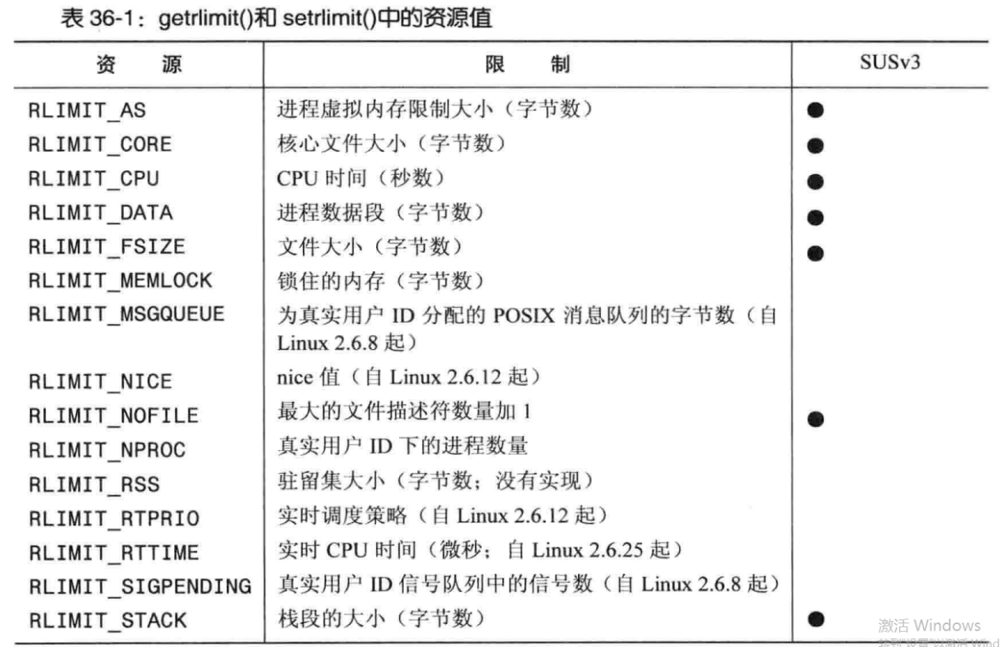 表 36-1：getrlimit()和 setrlimit()中的资源值
资 源 限 制 SUSv3
RLIMIT_AS 进程虚拟内存限制大小（字节数） ●
RLIMIT_CORE 核心文件大小（字节数） ●
RLIMIT_CPU CPU 时间（秒数） ●
RLIMIT_DATA 进程数据段（字节数） ●
RLIMIT_FSIZE 文件大小（字节数） ●
RLIMIT_MEMLOCK 锁住的内存（字节数）
RLIMIT_MSGQUEUE 为真实用户 ID 分配的 POSIX 消息队列的字节数（自
Linux 2.6.8 起）
RLIMIT_NICE nice 值（自 Linux 2.6.12 起）
RLIMIT_NOFILE 最大的文件描述符数量加 1 ●
RLIMIT_NPROC 真实用户 ID 下的进程数量
RLIMIT_RSS 驻留集大小（字节数；没有实现）
RLIMIT_RTPRIO 实时调度策略（自 Linux 2.6.12 起）
RLIMIT_RTTIME 实时 CPU 时间（微秒；自 Linux 2.6.25 起）
RLIMIT_SIGPENDING 真实用户 ID 信号队列中的信号数（自 Linux 2.6.8 起）
RLIMIT_STACK 栈段的大小（字节数） ●
激活 Windows